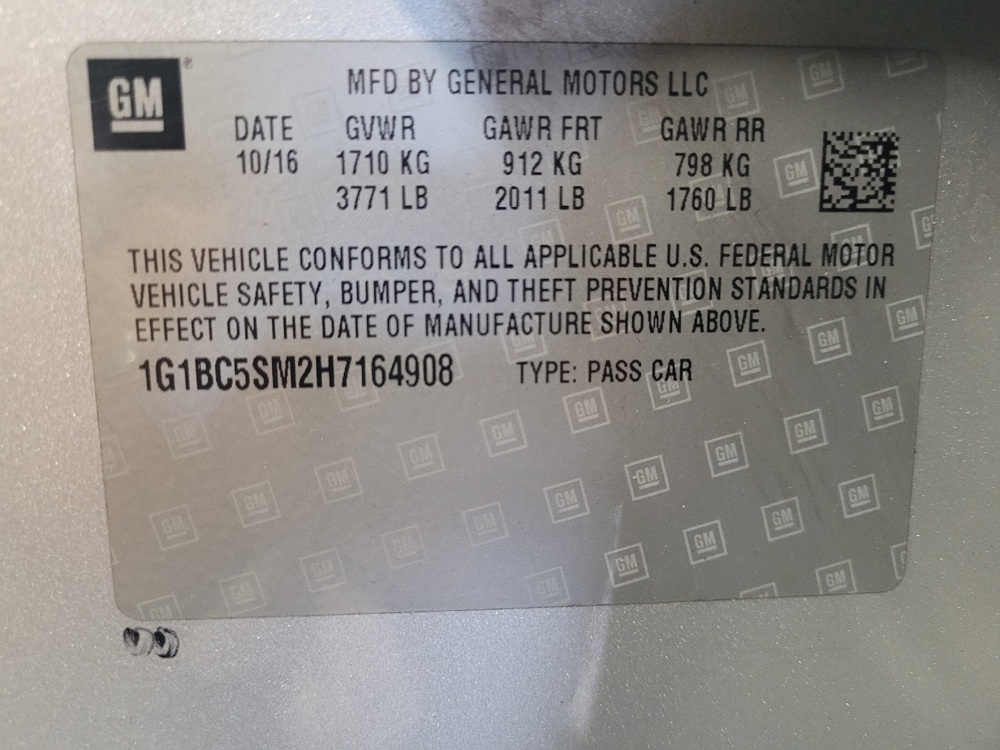 GM
MFD BY GENERAL MOTORS LLC
DATE GVWR GAWR FRT GAWR RR
10/16 1710 KG 912 KG 798 KG
3771 LB 2011 LB 1760 LB
THIS VEHICLE CONFORMS TO ALL APPLICABLE U.S. FEDERAL MOTOR
VEHICLE SAFETY, BUMPER, AND THEFT PREVENTION STANDARDS IN
EFFECT ON THE DATE OF MANUFACTURE SHOWN ABOVE.
1G1BC5SM2H7164908 TYPE: PASS CAR